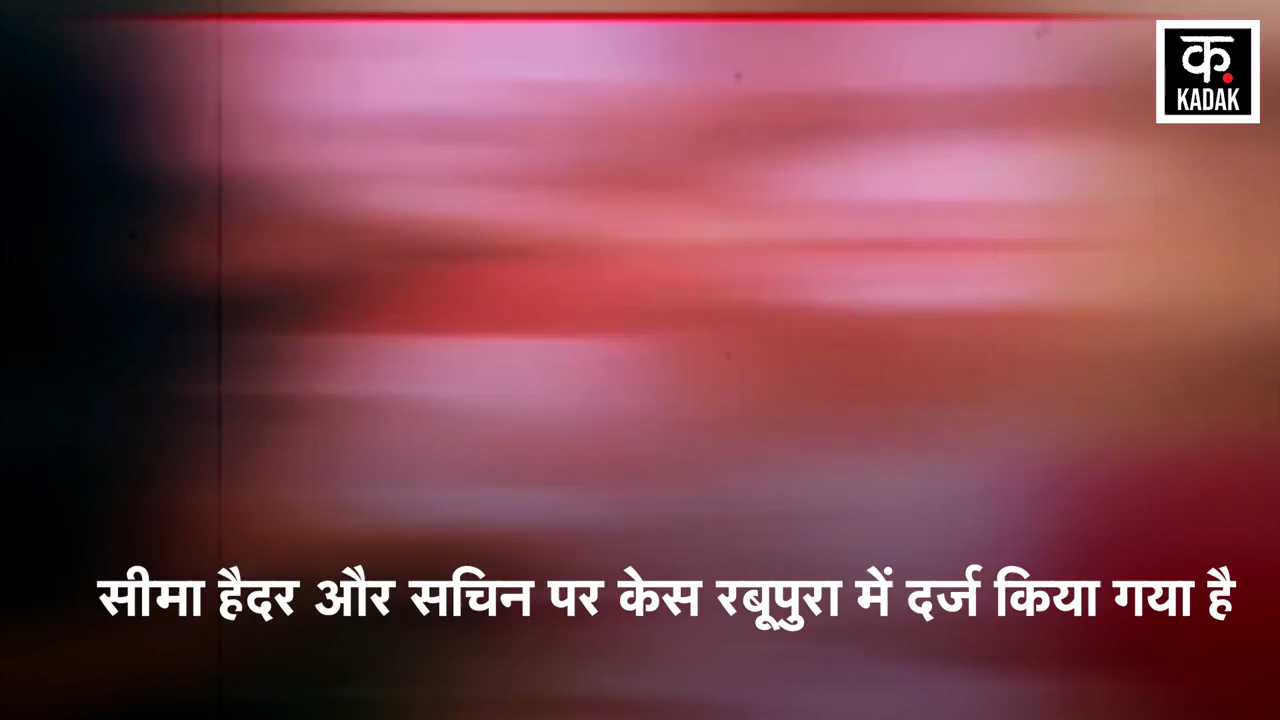 क.
KADAK
सीमा हैदर और सचिन पर केस रबूपुरा में दर्ज किया गया है